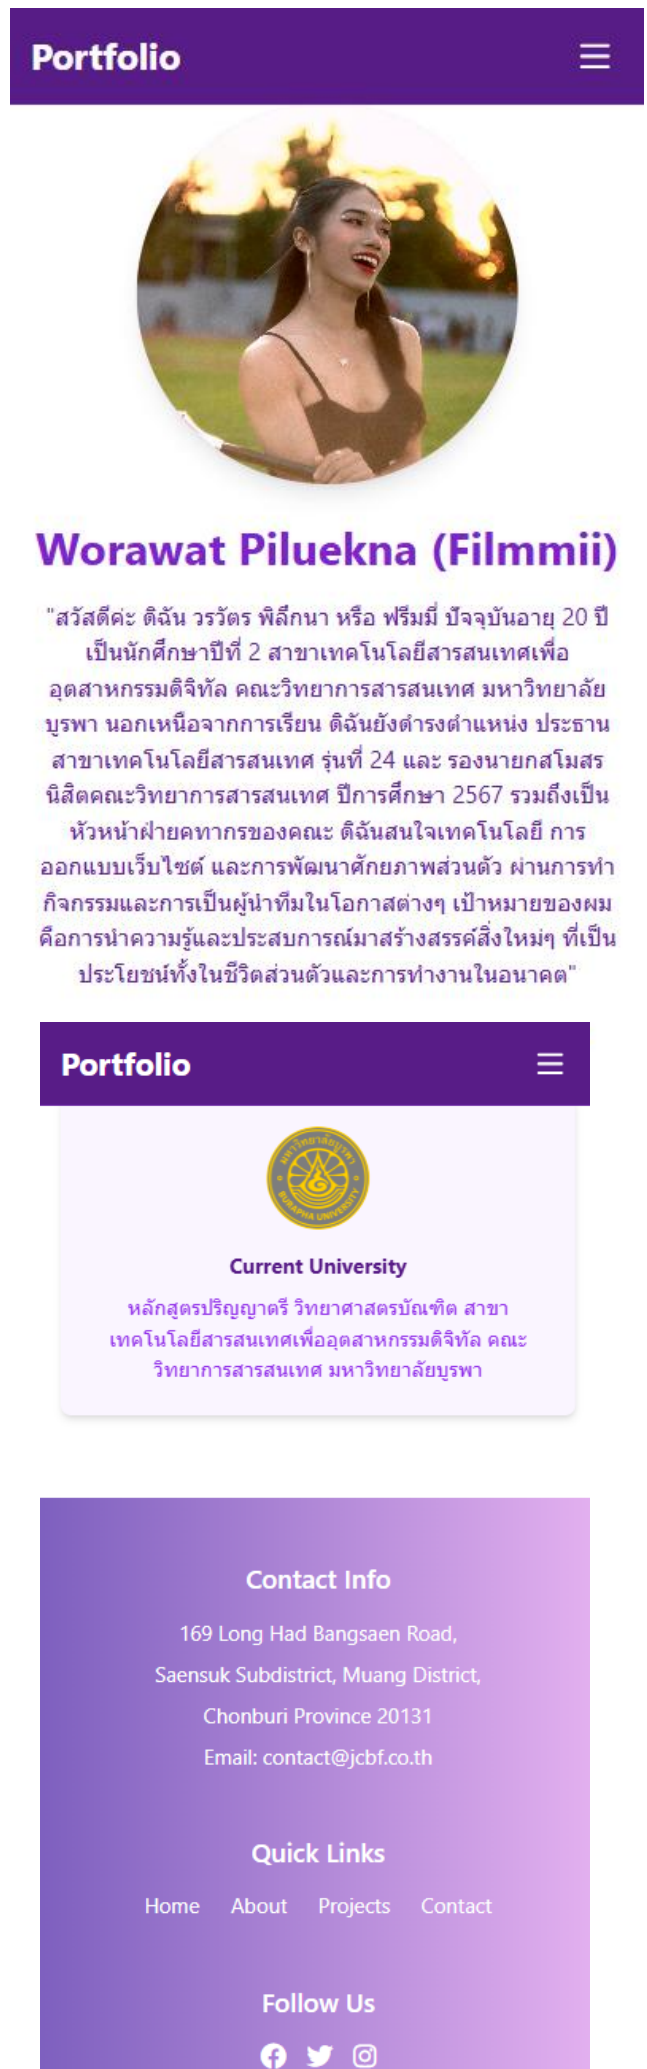 Portfolio
Worawat Piluekna (Filmmii)
"สวัสดีค่ะ ดิฉัน วรวัตร พิลึกนา หรือ ฟรีมมี่ ปัจจุบันอายุ 20 ปี
เป็นนักศึกษาปีที่ 2 สาขาเทคโนโลยีสารสนเทศเพื่อ
อุตสาหกรรมดิจิทัล คณะวิทยาการสารสนเทศ มหาวิทยาลัย
บูรพา นอกเหนือจากการเรียน ดิฉันยังดำรงตำแหน่ง ประธาน
สาขาเทคโนโลยีสารสนเทศ รุ่นที่ 24 และ รองนายกสโมสร
นิสิตคณะวิทยาการสารสนเทศ ปีการศึกษา 2567 รวมถึงเป็น
หัวหน้าฝ่ายคทากรของคณะ ดิฉันสนใจเทคโนโลยี การ
ออกแบบเว็บไซต์ และการพัฒนาศักยภาพส่วนตัว ผ่านการทำ
กิจกรรมและการเป็นผู้นำทีมในโอกาสต่างๆ เป้าหมายของผม
คือการนำความรู้และประสบการณ์มาสร้างสรรค์สิ่งใหม่ๆ ที่เป็น
ประโยชน์ทั้งในชีวิตส่วนตัวและการทำงานในอนาคต"
Portfolio
มหาวิทยาลัยบูรพา
BURAPHA UNIVERSITY
Current University
หลักสูตรปริญญาตรี วิทยาศาสตรบัณฑิต สาขา
เทคโนโลยีสารสนเทศเพื่ออุตสาหกรรมดิจิทัล คณะ
วิทยาการสารสนเทศ มหาวิทยาลัยบูรพา
Contact Info
169 Long Had Bangsaen Road,
Saensuk Subdistrict, Muang District,
Chonburi Province 20131
Email: contact@jcbf.co.th
Quick Links
Home About Projects Contact
Follow Us